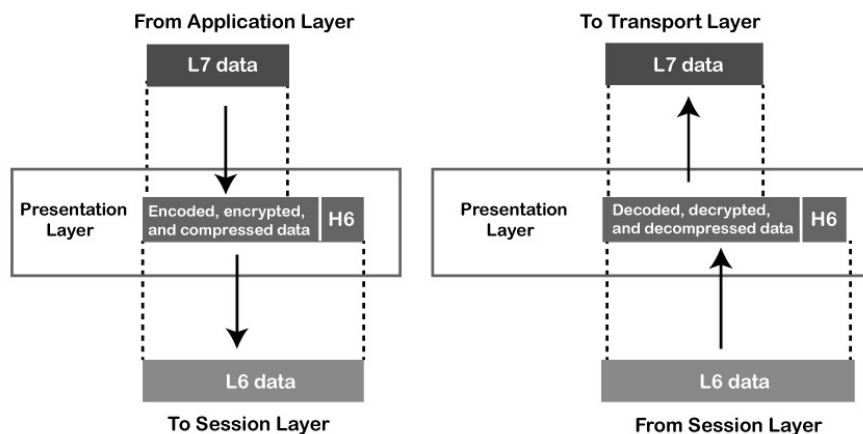 From Application Layer
L7 data
Presentation
Layer
Encoded, encrypted,
and compressed data
H6
L6 data
To Session Layer
To Transport Layer
L7 data
Presentation
Layer
Decoded, decrypted,
and decompressed data
H6
L6 data
From Session Layer